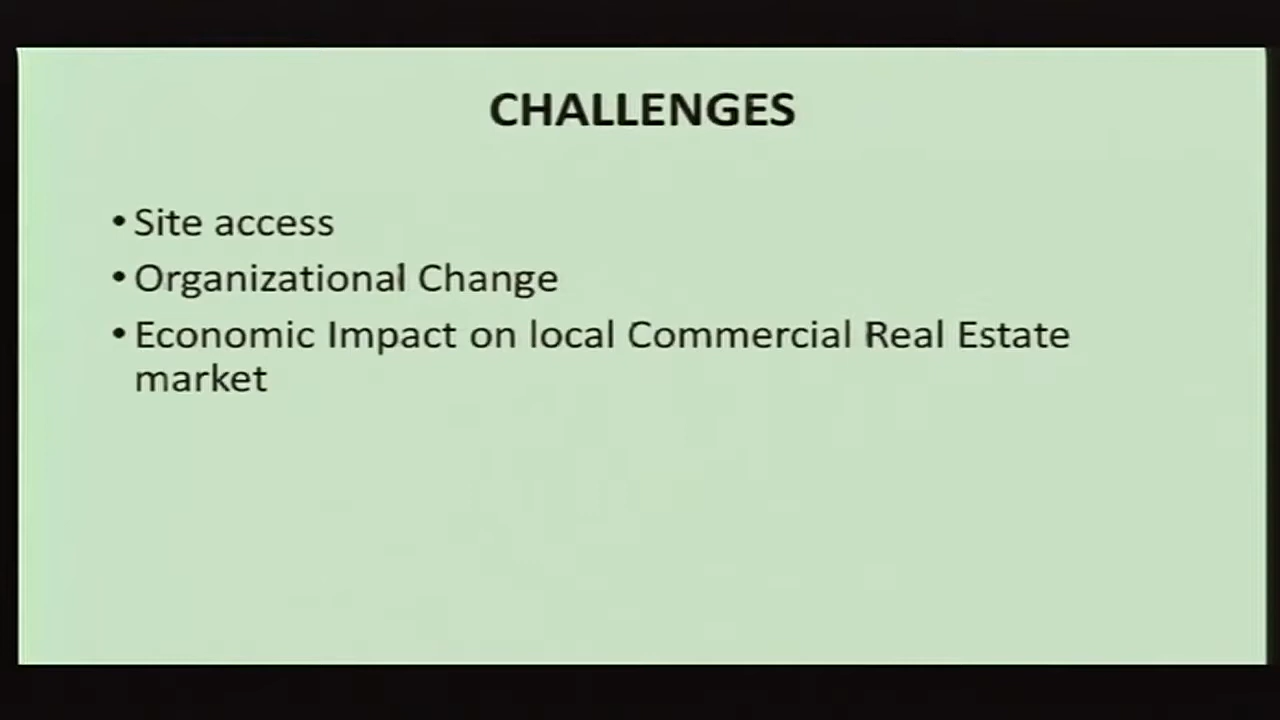 CHALLENGES
• Site access
• Organizational Change
• Economic Impact on local Commercial Real Estate
market